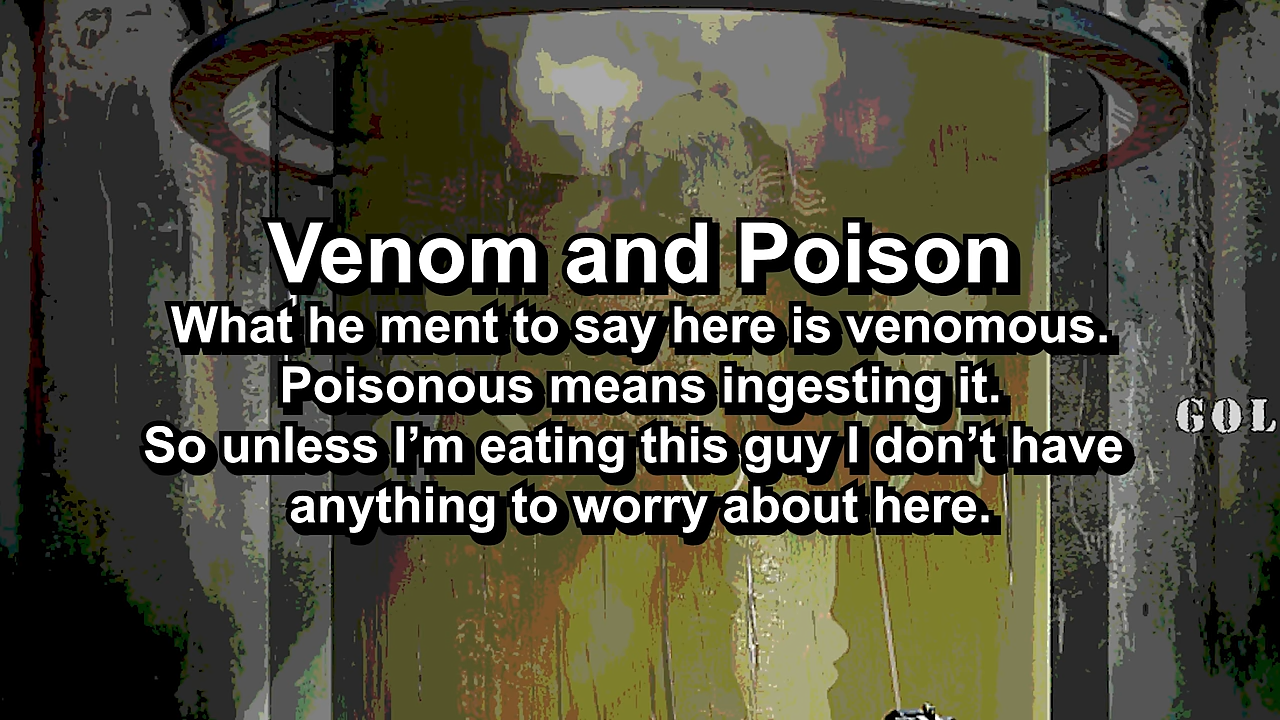 Venom and Poison
What he ment to say here is venomous.
Poisonous means ingesting it.
GOL
So unless I’m eating this guy I don’t have
anything to worry about here.